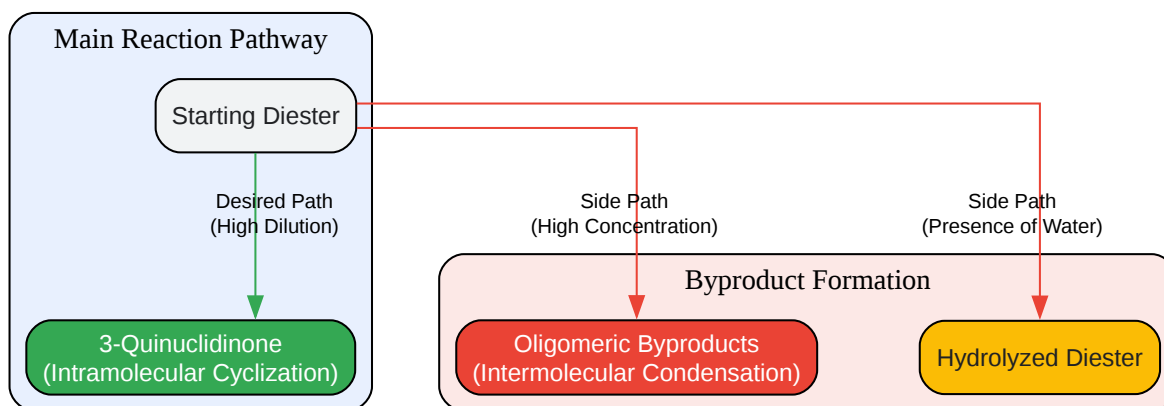 Main Reaction Pathway
Starting Diester
Desired Path
(High Dilution)
Side Path
(High Concentration)
Side Path
(Presence of Water)
Byproduct Formation
3-Quinuclidinone
(Intramolecular Cyclization)
Oligomeric Byproducts
(Intermolecular Condensation)
Hydrolyzed Diester